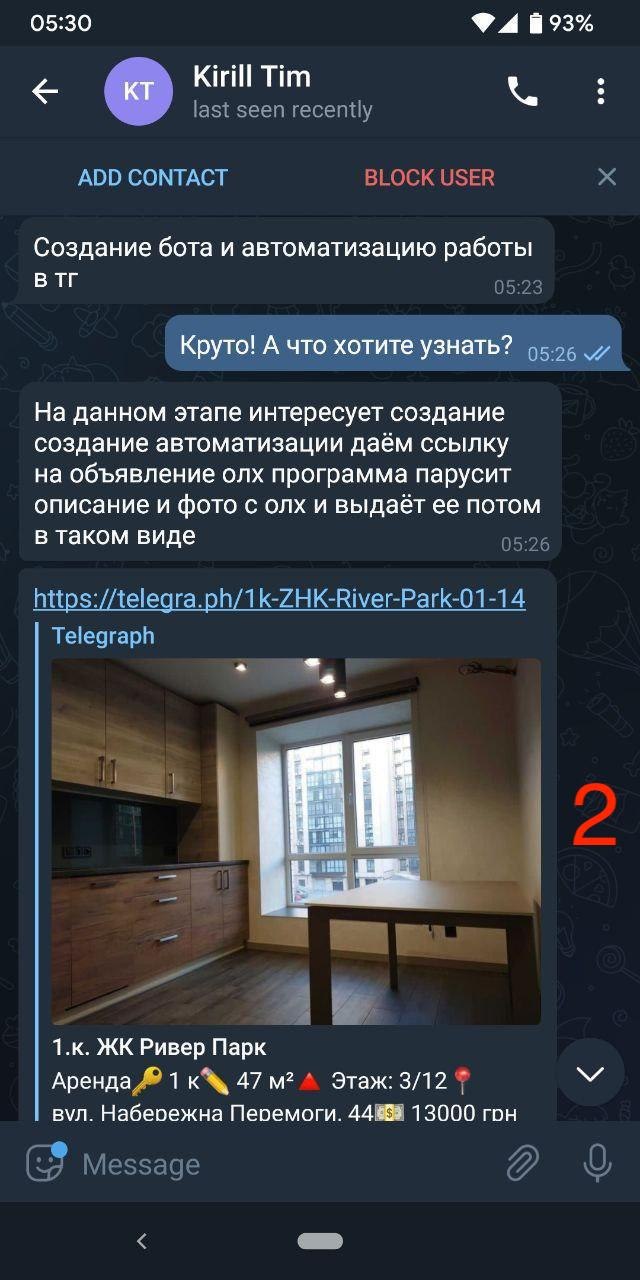 05:30
93%
KT
Kirill Tim
last seen recently
ADD CONTACT
BLOCK USER
Создание бота и автоматизацию работы
в тг
05:23
Круто! А что хотите узнать?
05:26
На данном этапе интересует создание
создание автоматизации даём ссылку
на объявление олх программа парусит
описание и фото с олх и выдаёт ее потом
в таком виде
05:26
https://telegra.ph/1k-ZHK-River-Park-01-14
Telegraph
2
1.к. ЖК Ривер Парк
Аренда🔑 1 к✏️ 47 м²🔺 Этаж: 3/12📍
вул. Набережна Перемоги, 44💵 13000 грн
Message